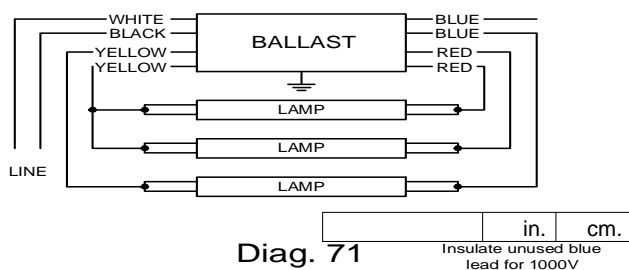 WHITE
BLACK
YELLOW
YELLOW
BALLAST
BLUE
BLUE
RED
RED
LAMP
LAMP
LAMP
LINE
in. cm.
Diag. 71
Insulate unused blue
lead for 1000V